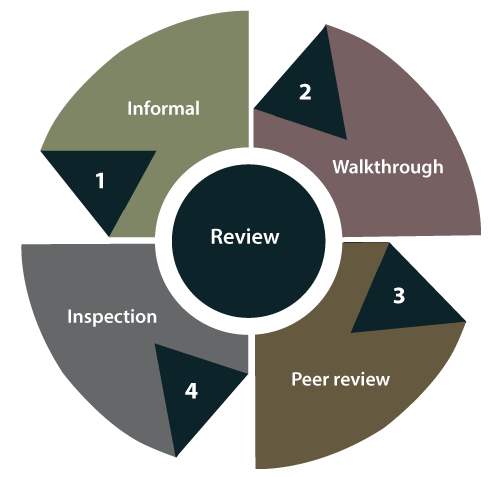 Informal
1
2
Walkthrough
Review
3
Peer review
Inspection
4